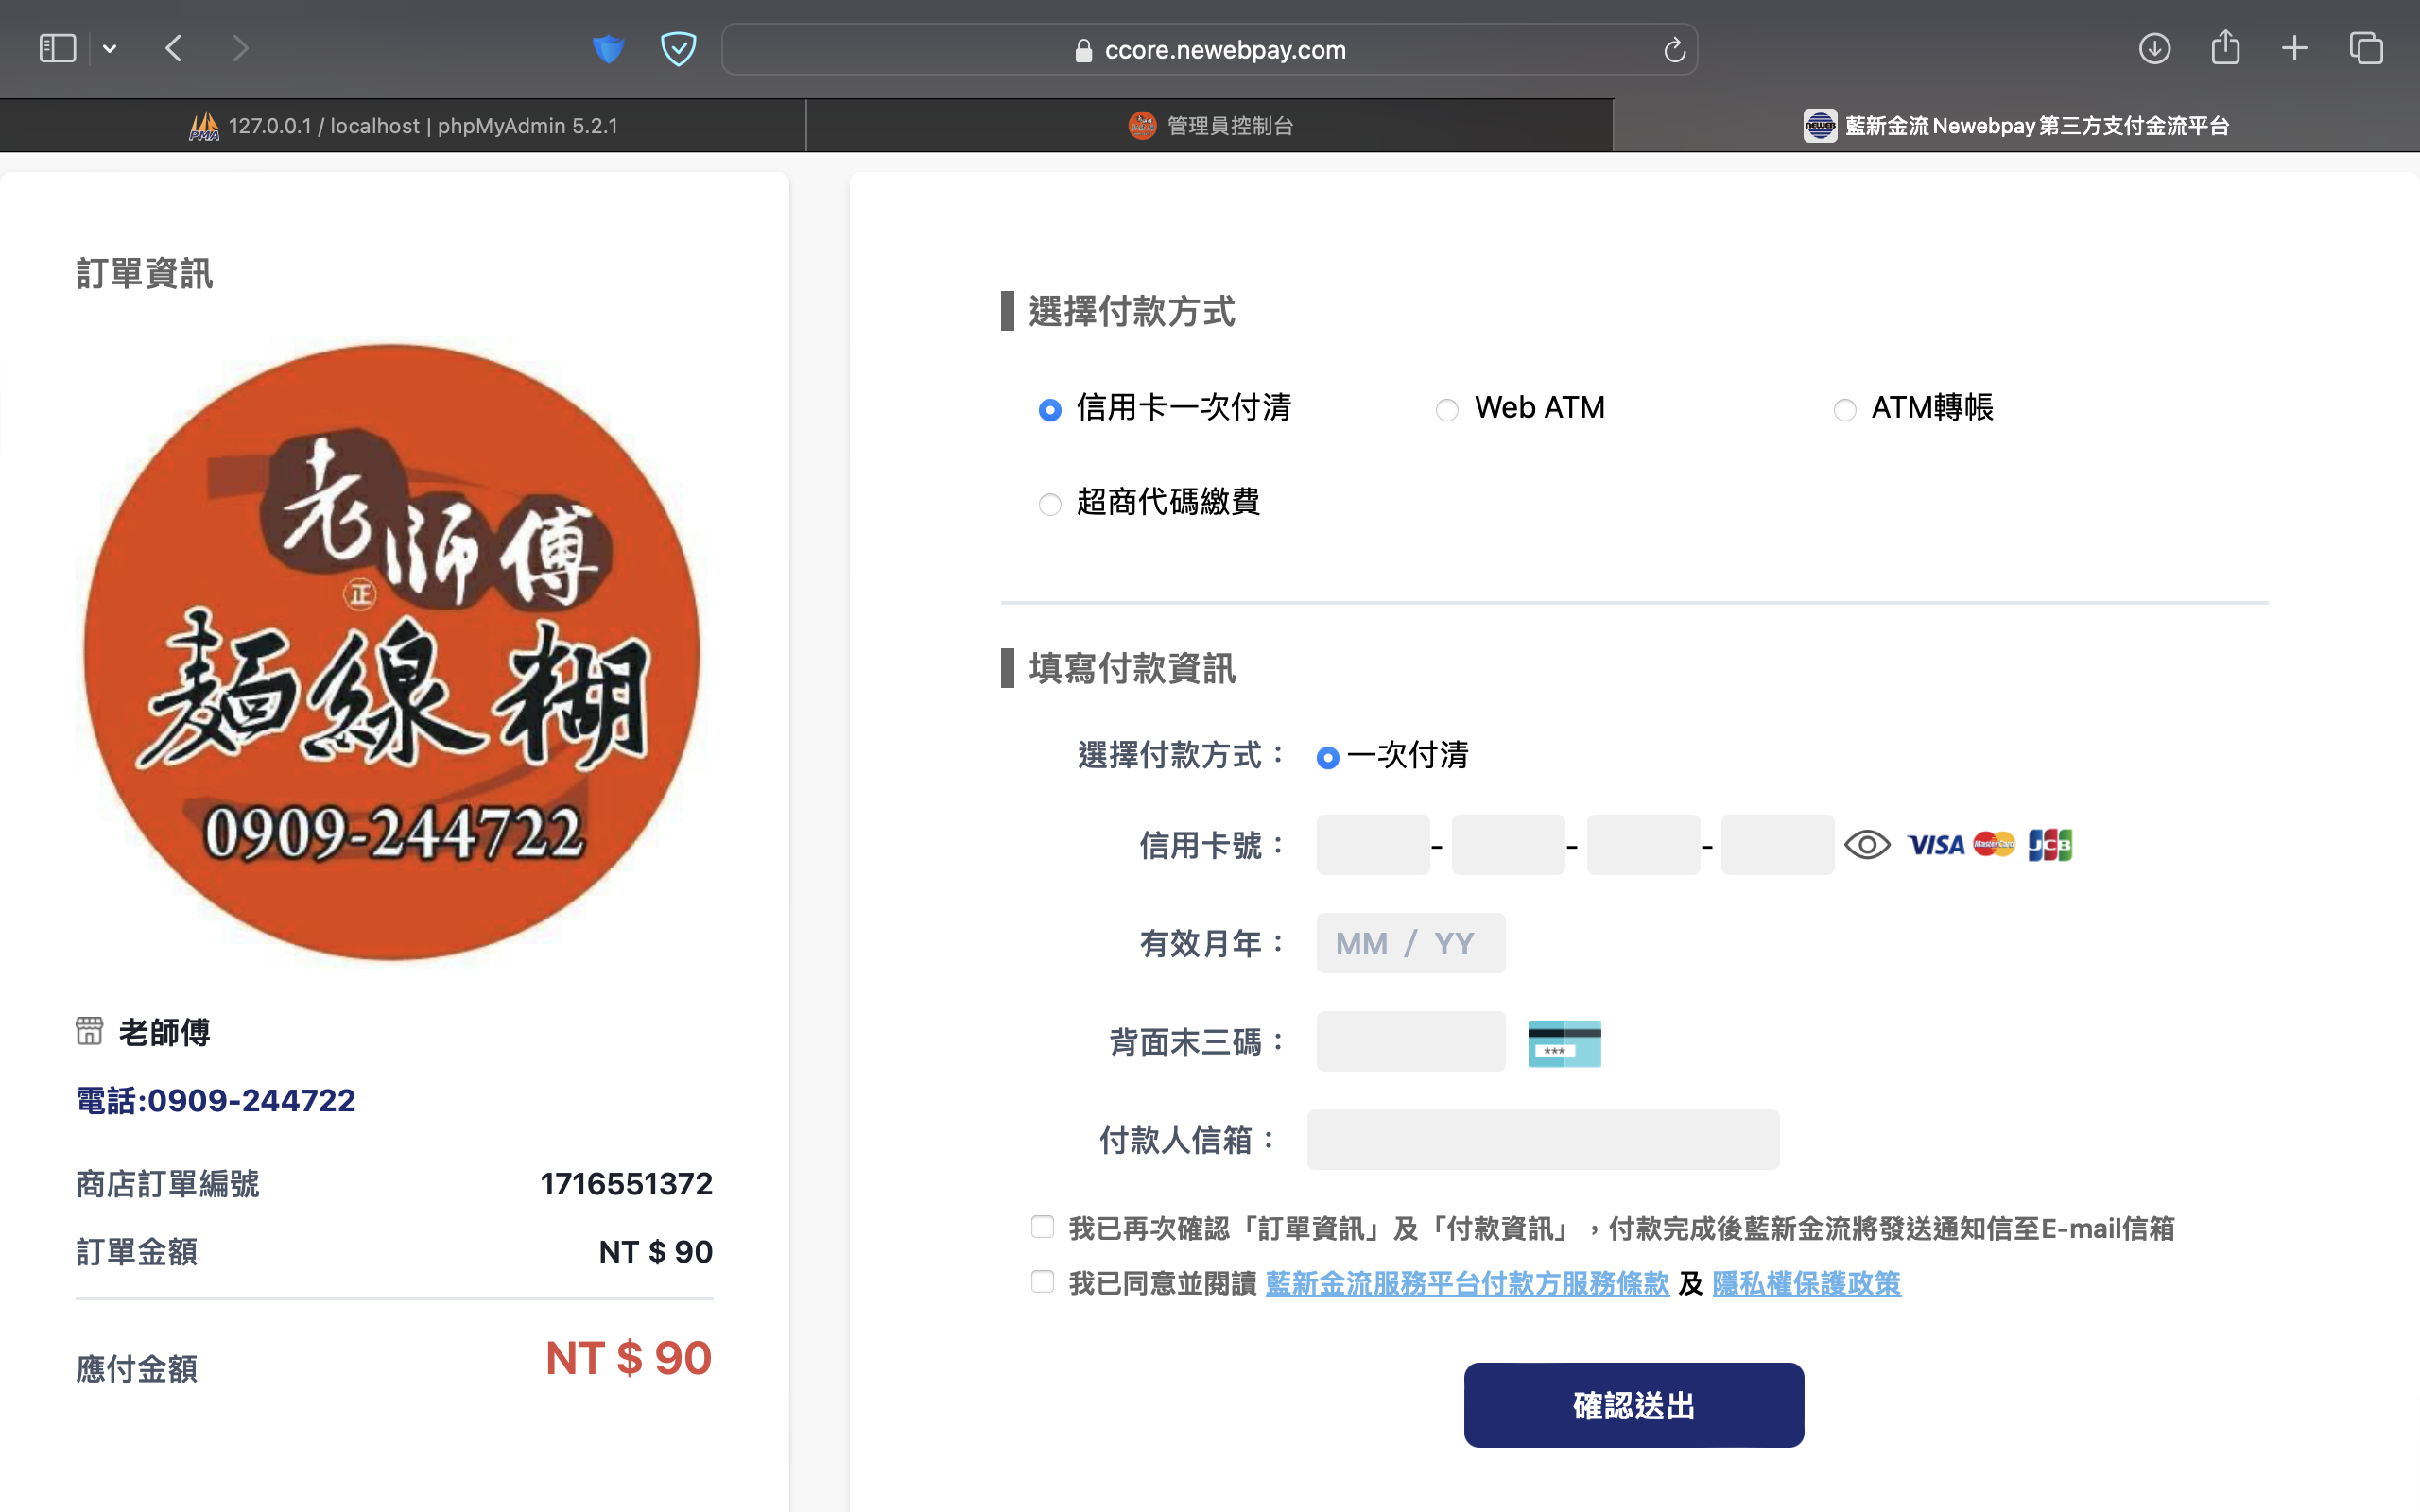 ccore.newebpay.com
127.0.0.1 / localhost | phpMyAdmin 5.2.1
管理員控制台
藍新金流Newebpay第三方支付金流平台
訂單資訊
老師傅
正
麵線糊
0909-244722
老師傅
電話:0909-244722
商店訂單編號 1716551372
訂單金額 NT $ 90
應付金額 NT $ 90
選擇付款方式
信用卡一次付清 Web ATM ATM轉帳
超商代碼繳費
填寫付款資訊
選擇付款方式： 一次付清
信用卡號： - - - VISA MasterCard JCB
有效月年： MM / YY
背面末三碼： ***
付款人信箱：
我已再次確認「訂單資訊」及「付款資訊」，付款完成後藍新金流將發送通知信至E-mail信箱
我已同意並閱讀 藍新金流服務平台付款方服務條款 及 隱私權保護政策
確認送出